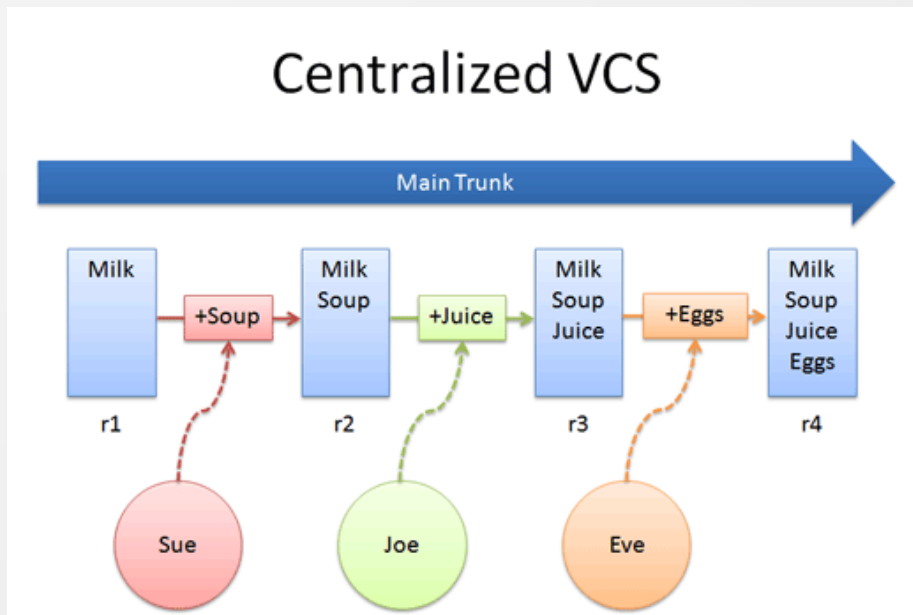 Centralized VCS
Main Trunk
Milk
+Soup
Milk
Soup
+Juice
Milk
Soup
Juice
+Eggs
Milk
Soup
Juice
Eggs
r1
r2
r3
r4
Sue
Joe
Eve